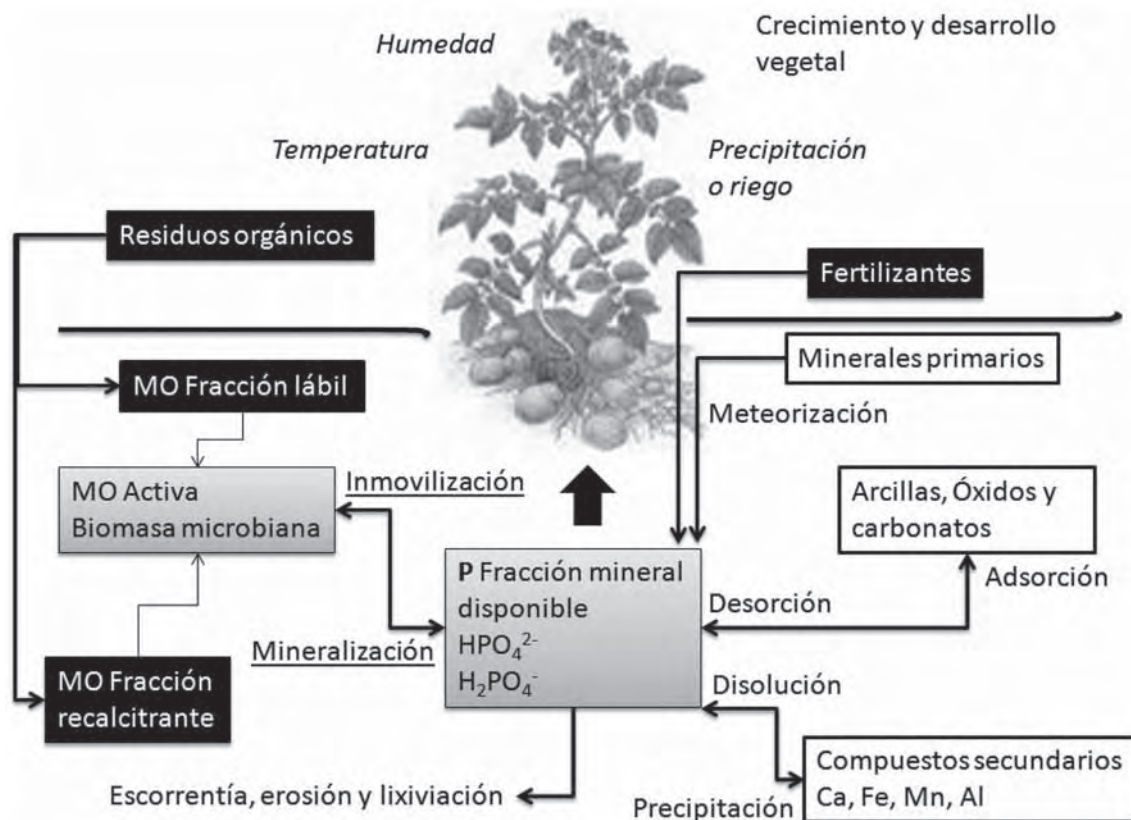 Humedad
Crecimiento y desarrollo
vegetal
Temperatura
Precipitación
o riego
Residuos orgánicos
Fertilizantes
Minerales primarios
MO Fracción lábil
Meteorización
MO Activa
Biomasa microbiana
Inmovilización
Arcillas, Óxidos y
carbonatos
Adsorción
P Fracción mineral
disponible
HPO₄²⁻
H₂PO₄⁻
Desorción
Mineralización
MO Fracción
recalcitrante
Disolución
Compuestos secundarios
Ca, Fe, Mn, Al
Escorrentía, erosión y lixiviación
Precipitación